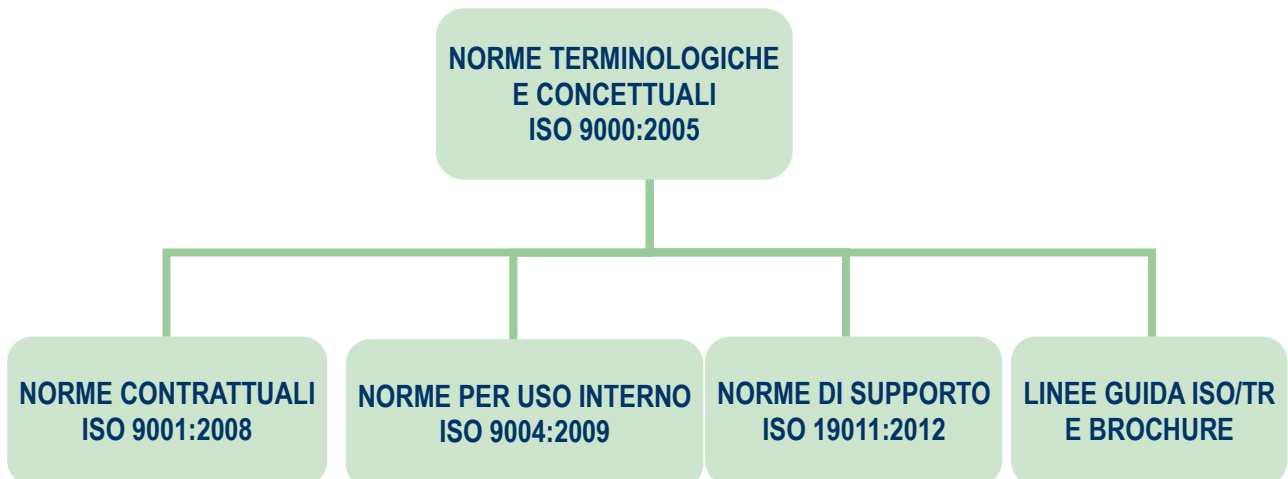 NORME TERMINOLOGICHE
E CONCETTUALI
ISO 9000:2005
NORME CONTRATTUALI
ISO 9001:2008
NORME PER USO INTERNO
ISO 9004:2009
NORME DI SUPPORTO
ISO 19011:2012
LINEE GUIDA ISO/TR
E BROCHURE